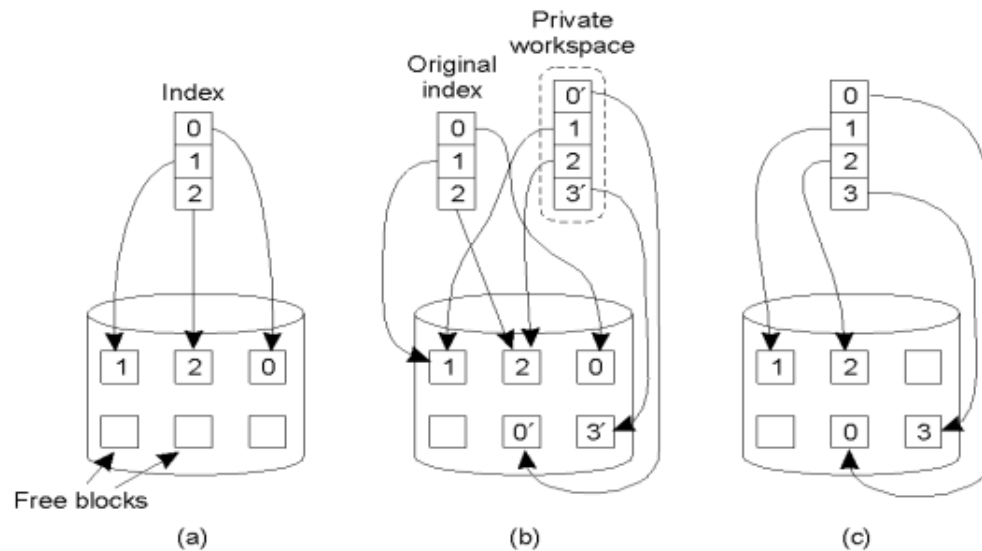 Index
0
1
2
1 2 0
Free blocks
(a)
Original
index
0
1
2
Private
workspace
0′
1
2
3′
1 2 0
0′ 3′
(b)
0
1
2
3
1 2
0 3
(c)